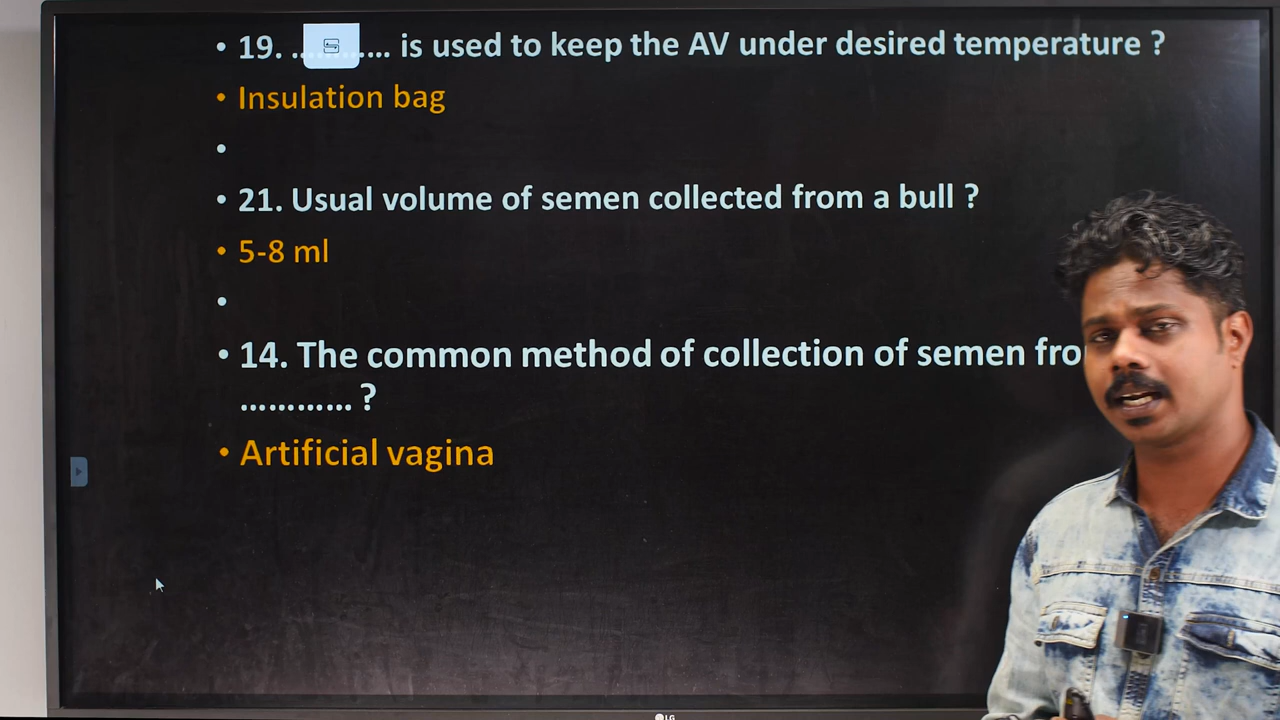 • 19. ………… is used to keep the AV under desired temperature ?
• Insulation bag
•
• 21. Usual volume of semen collected from a bull ?
• 5-8 ml
•
• 14. The common method of collection of semen fro
………… ?
• Artificial vagina
LG